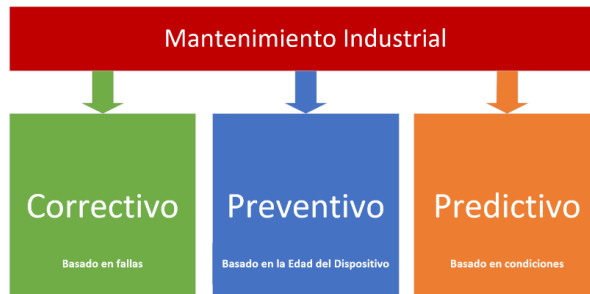 Mantenimiento Industrial
Correctivo
Basado en fallas
Preventivo
Basado en la Edad del Dispositivo
Predictivo
Basado en condiciones